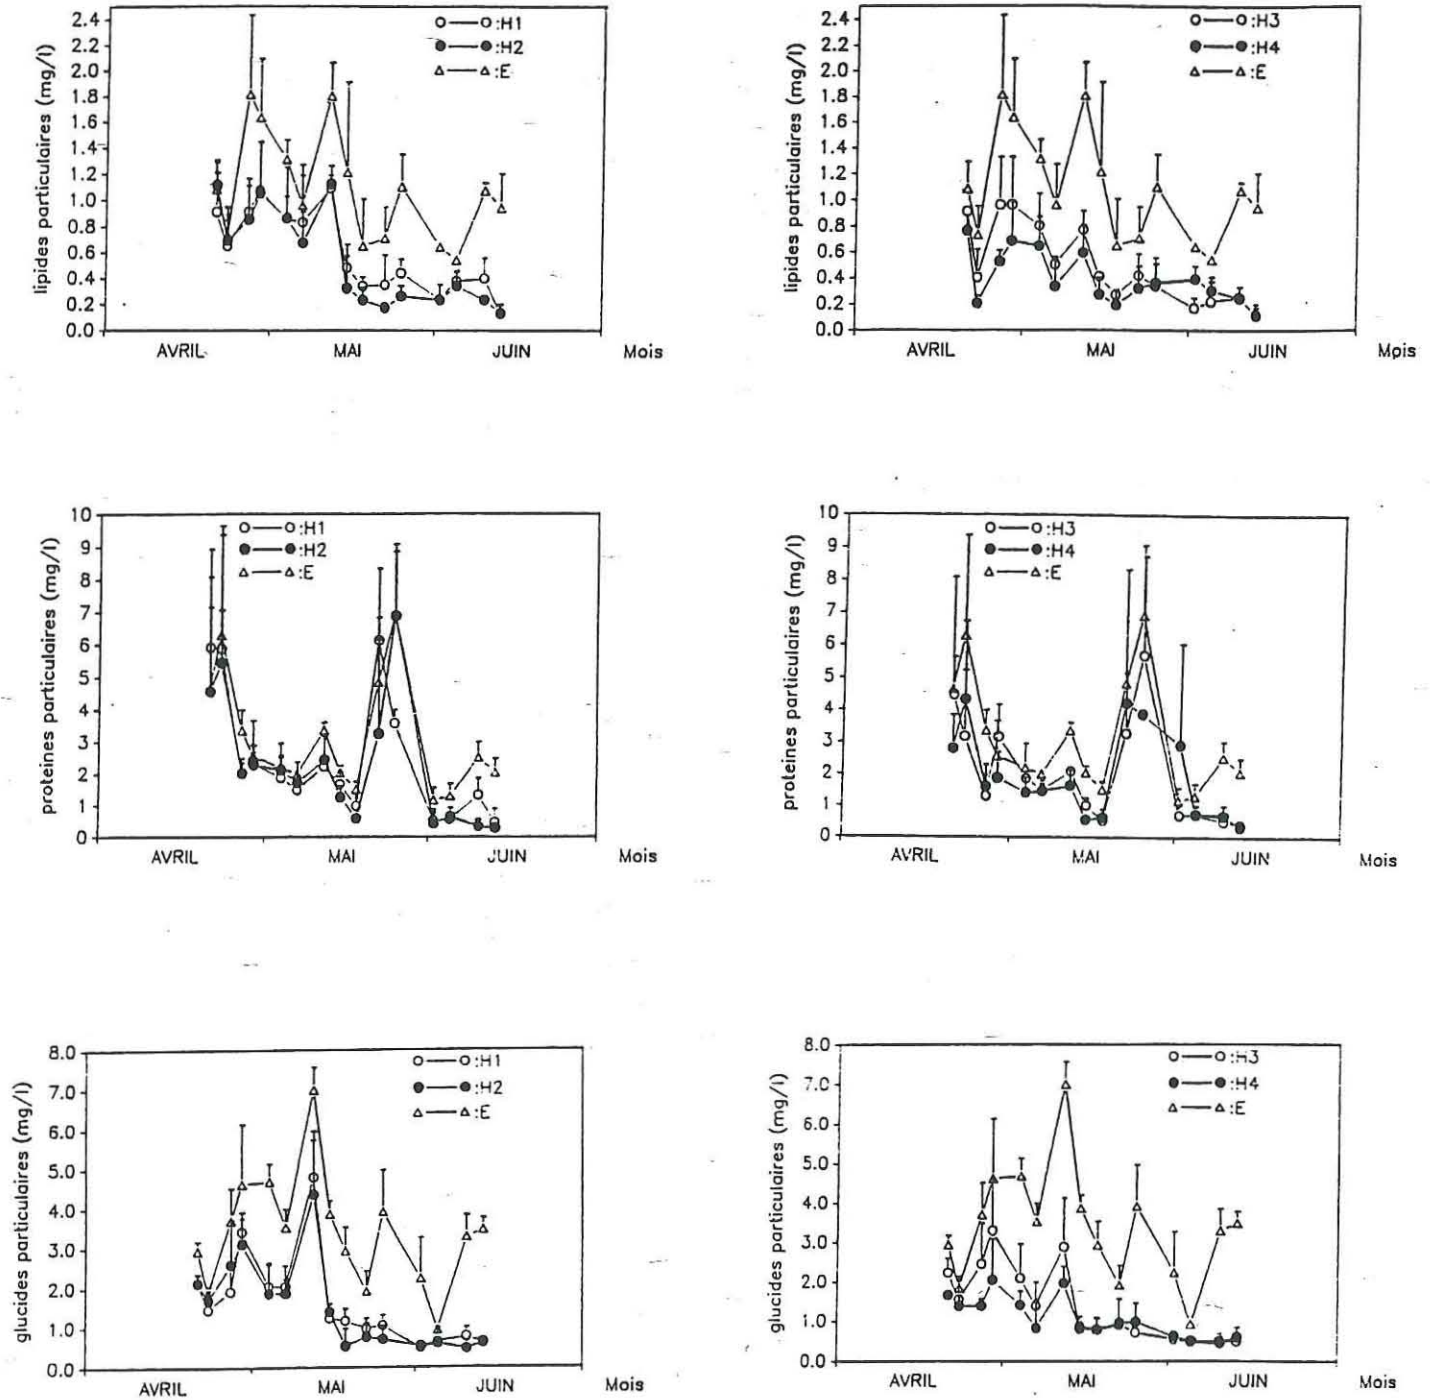 lipides particulaires (mg/l)
2.4
2.2
2.0
1.8
1.6
1.4
1.2
1.0
0.8
0.6
0.4
0.2
0.0
:H1
:H2
:E
AVRIL MAI JUIN Mois
lipides particulaires (mg/l)
2.4
2.2
2.0
1.8
1.6
1.4
1.2
1.0
0.8
0.6
0.4
0.2
0.0
:H3
:H4
:E
AVRIL MAI JUIN Mois
proteines particulaires (mg/l)
10
9
8
7
6
5
4
3
2
1
0
:H1
:H2
:E
AVRIL MAI JUIN Mois
proteines particulaires (mg/l)
10
9
8
7
6
5
4
3
2
1
0
:H3
:H4
:E
AVRIL MAI JUIN Mois
glucides particulaires (mg/l)
8.0
7.0
6.0
5.0
4.0
3.0
2.0
1.0
0.0
:H1
:H2
:E
AVRIL MAI JUIN Mois
glucides particulaires (mg/l)
8.0
7.0
6.0
5.0
4.0
3.0
2.0
1.0
0.0
:H3
:H4
:E
AVRIL MAI JUIN Mois